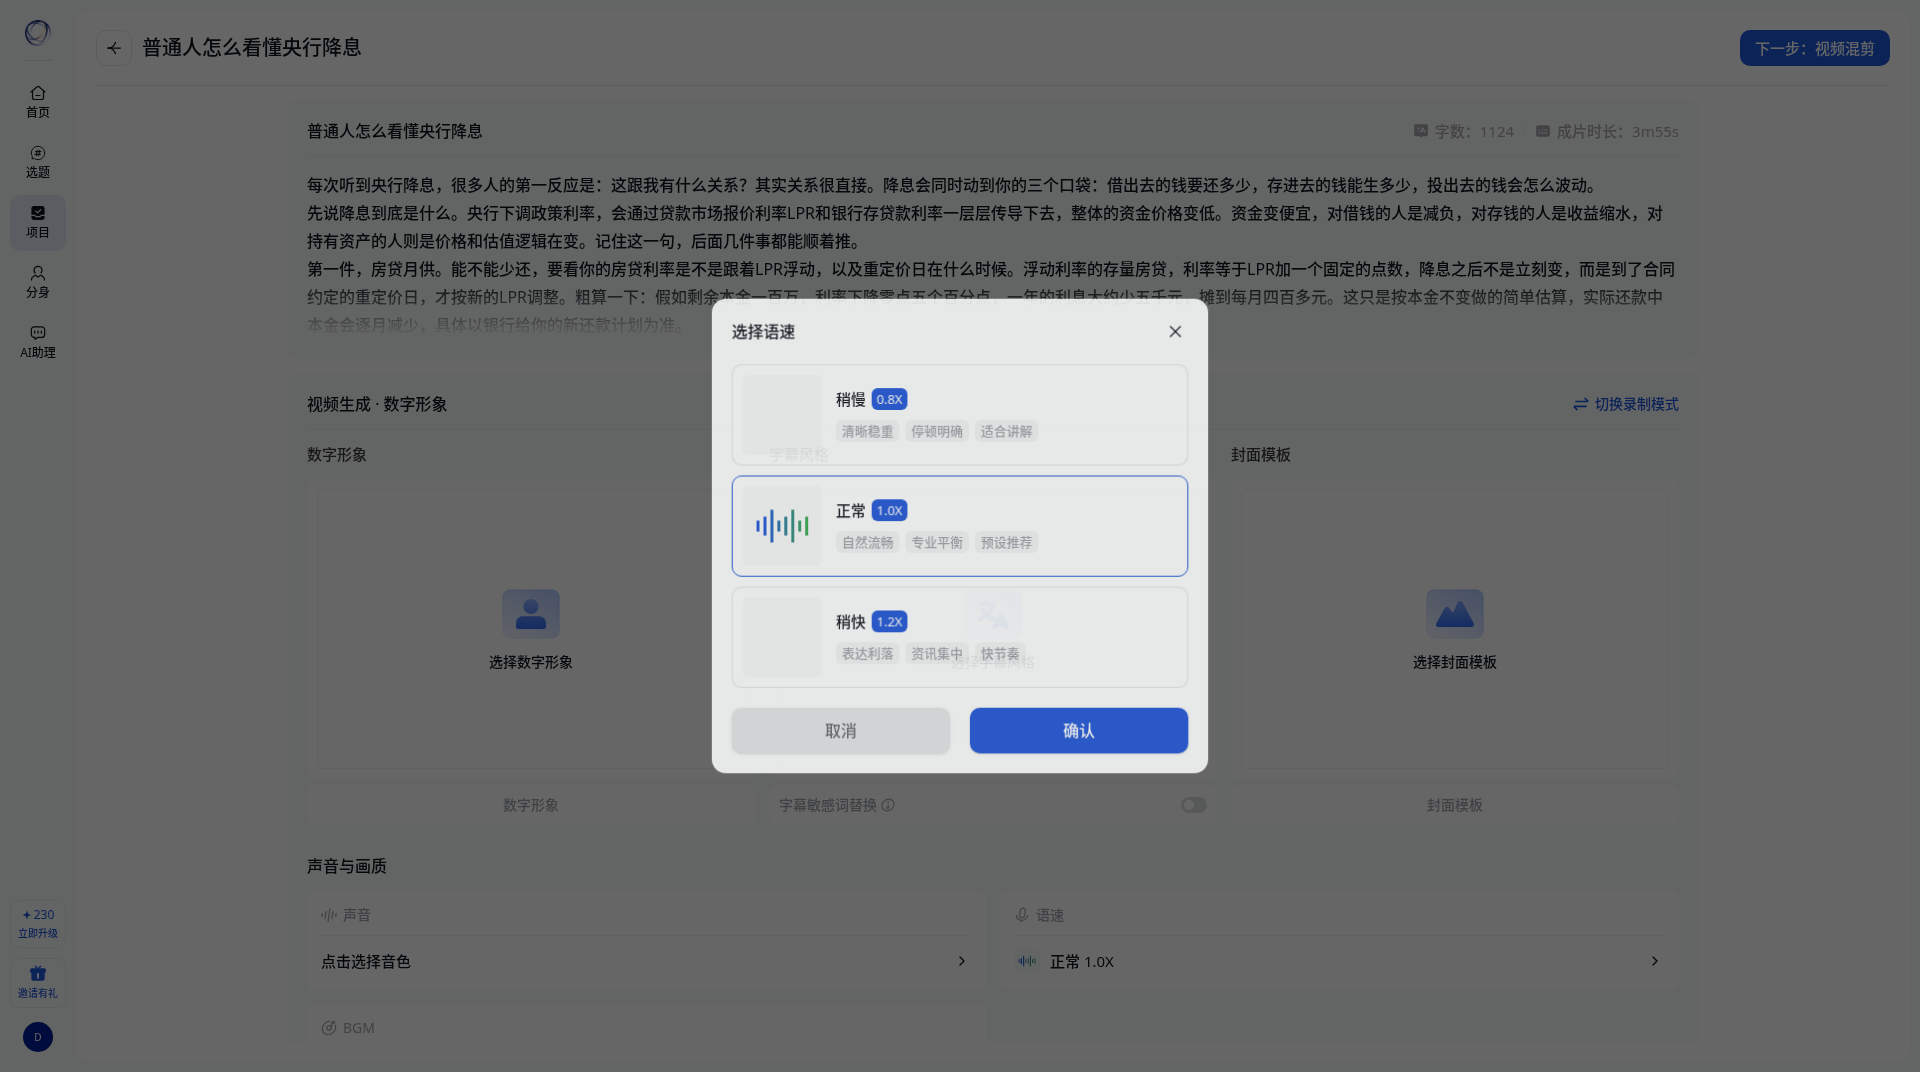 普通人怎么看懂央行降息
下一步：视频混剪
首页
选题
项目
分身
AI助理
230
立即升级
邀请有礼
D
普通人怎么看懂央行降息
字数：1124
成片时长：3m55s
每次听到央行降息，很多人的第一反应是：这跟我有什么关系？其实关系很直接。降息会同时动到你的三个口袋：借出去的钱要还多少，存进去的钱能生多少，投出去的钱会怎么波动。
先说降息到底是什么。央行下调政策利率，会通过贷款市场报价利率LPR和银行存贷款利率一层层传导下去，整体的资金价格变低。资金变便宜，对借钱的人是减负，对存钱的人是收益缩水，对
持有资产的人则是价格和估值逻辑在变。记住这一句，后面几件事都能顺着推。
第一件，房贷月供。能不能少还，要看你的房贷利率是不是跟着LPR浮动，以及重定价日在什么时候。浮动利率的存量房贷，利率等于LPR加一个固定的点数，降息之后不是立刻变，而是到了合同
约定的重定价日，才按新的LPR调整。粗算一下：假如剩余本金一百万，利率下降零点五个百分点，一年的利息大约少五千元，摊到每月四百多元。这只是按本金不变做的简单估算，实际还款中
本金会逐月减少，具体以银行给你的新还款计划为准。
视频生成 · 数字形象
切换录制模式
数字形象
字幕风格
封面模板
选择数字形象
选择字幕风格
选择封面模板
数字形象
字幕敏感词替换
封面模板
声音与画质
声音
点击选择音色
语速
正常 1.0X
BGM
选择语速
稍慢 0.8X
清晰稳重 停顿明确 适合讲解
正常 1.0X
自然流畅 专业平衡 预设推荐
稍快 1.2X
表达利落 资讯集中 快节奏
取消
确认